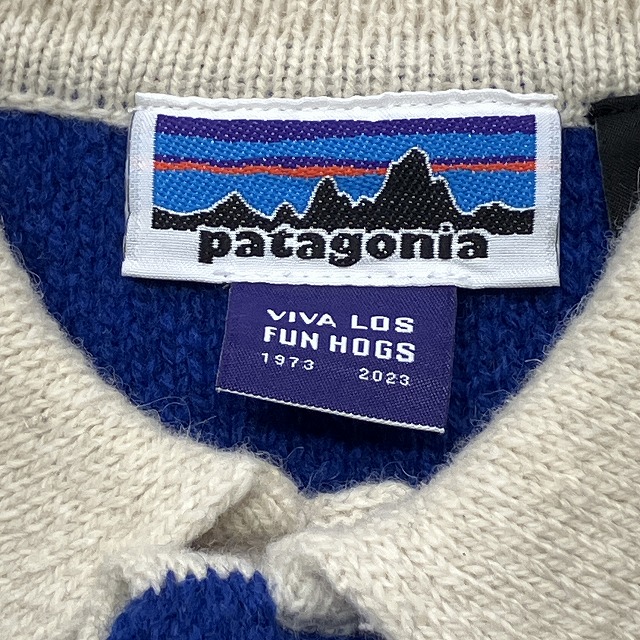 patagonia
VIVA LOS
FUN HOGS
1973 2023